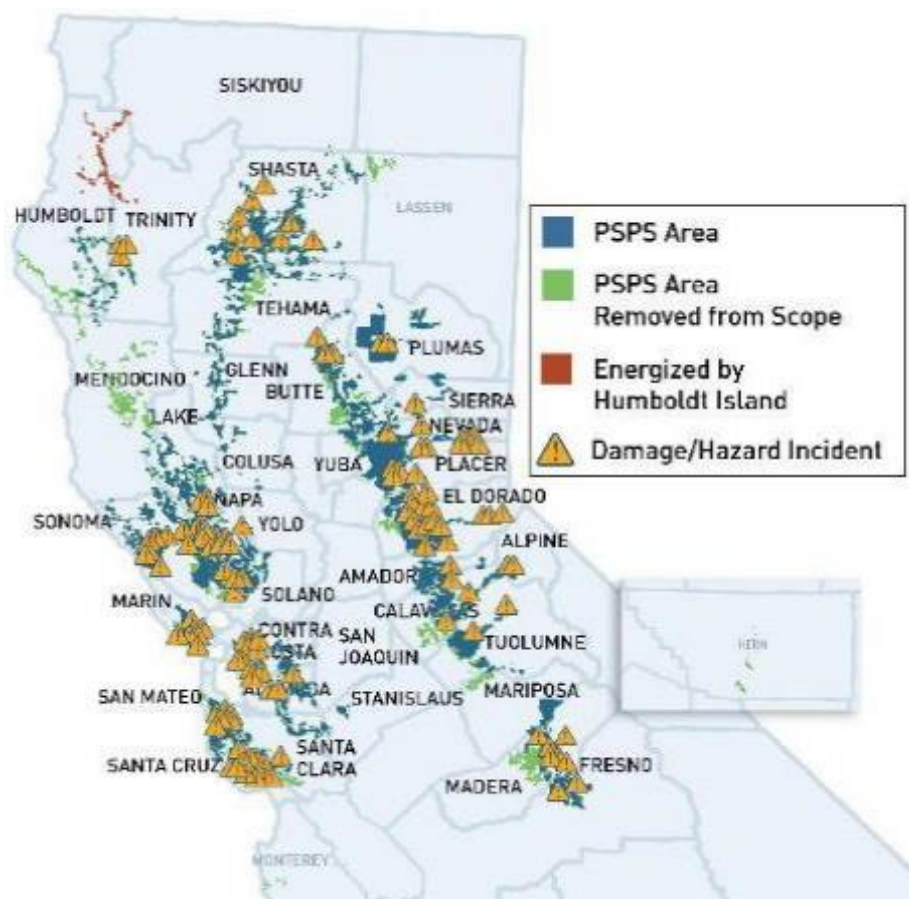 SISKIYOU
SHASTA
LASSEN
HUMBOLDT
TRINITY
TEHAMA
PLUMAS
MENDOCINO
GLENN
BUTTE
SIERRA
LAKE
NEVADA
COLUSA
YUBA
PLACER
NAPA
EL DORADO
SONOMA
YOLO
ALPINE
AMADOR
MARIN
SOLANO
CALAVERAS
CONTRA
COSTA
SAN
JOAQUIN
TUOLUMNE
ALAMEDA
SAN MATEO
STANISLAUS
MARIPOSA
SANTA
CLARA
SANTA CRUZ
FRESNO
MADERA
MONTEREY
KERN
PSPS Area
PSPS Area
Removed from Scope
Energized by
Humboldt Island
Damage/Hazard Incident